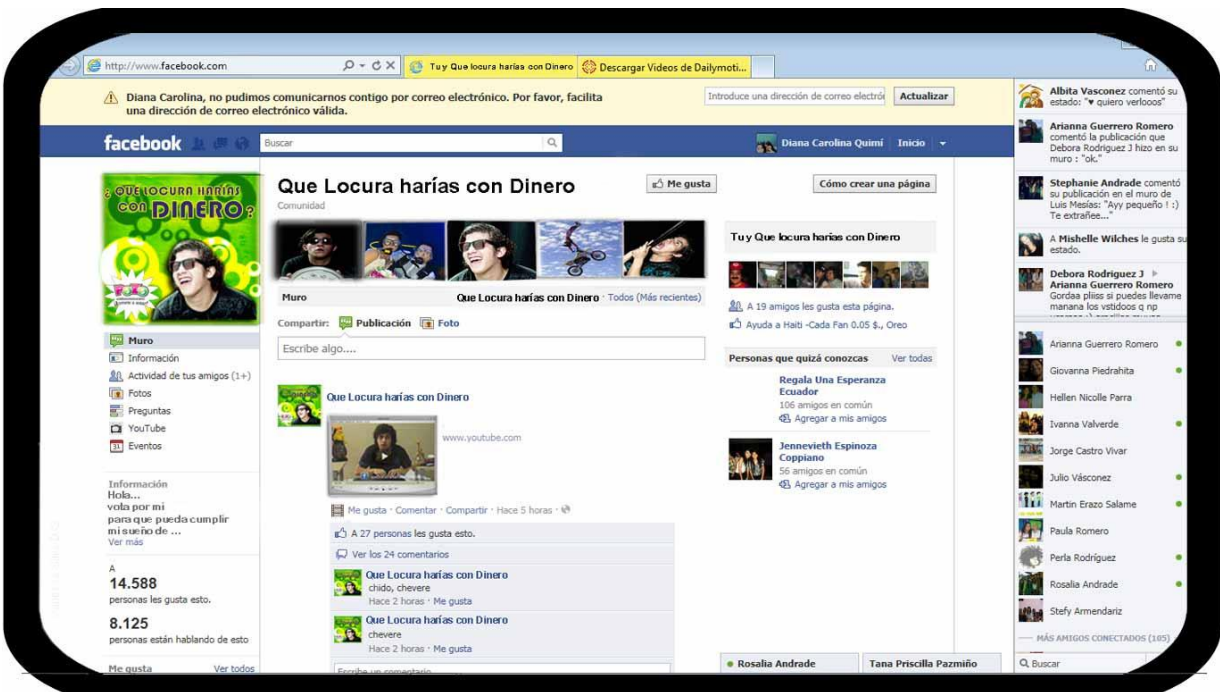 http://www.facebook.com
Tu y Que locura harias con Dinero
Descargar Videos de Dailymoti...
Diana Carolina, no pudimos comunicarnos contigo por correo electrónico. Por favor, facilita
una dirección de correo electrónico válida.
Introduce una dirección de correo electró
Actualizar
facebook
Buscar
Diana Carolina Quimí
Inicio
¿ QUE LOCURA HARÍAS
CON DINERO?
Muro
Información
Actividad de tus amigos (1+)
Fotos
Preguntas
YouTube
Eventos
Información
Hola...
vota por mi
para que pueda cumplir
mi sueño de ...
Ver más
A
14.588
personas les gusta esto.
8.125
personas están hablando de esto
Me gusta
Ver todos
Que Locura harías con Dinero
Comunidad
Me gusta
Muro
Que Locura harías con Dinero · Todos (Más recientes)
Compartir: Publicación Foto
Escribe algo....
Que Locura harías con Dinero
www.youtube.com
Me gusta · Comentar · Compartir · Hace 5 horas ·
A 27 personas les gusta esto.
Ver los 24 comentarios
Que Locura harías con Dinero
chido, chevere
Hace 2 horas · Me gusta
Que Locura harías con Dinero
chevere
Hace 2 horas · Me gusta
Escribe un comentario
Cómo crear una página
Tu y Que locura harias con Dinero
A 19 amigos les gusta esta página.
Ayuda a Haiti -Cada Fan 0.05 $., Oreo
Personas que quizá conozcas
Ver todas
Regala Una Esperanza
Ecuador
106 amigos en común
Agregar a mis amigos
Jennevieth Espinoza
Coppiano
56 amigos en común
Agregar a mis amigos
Rosalia Andrade
Tana Priscilla Pazmiño
Albita Vasconez comentó su
estado: "♥ quiero verlooos"
Arianna Guerrero Romero
comentó la publicación que
Debora Rodriguez J hizo en su
muro : "ok."
Stephanie Andrade comentó
su publicación en el muro de
Luis Mesías: "Ayy pequeño ! :)
Te extrañee..."
A Mishelle Wilches le gusta su
estado.
Debora Rodriguez J ▶
Arianna Guerrero Romero
Gordaa pliiss si puedes llevame
manana los vstidoos q np
Arianna Guerrero Romero
Giovanna Piedrahita
Hellen Nicolle Parra
Ivanna Valverde
Jorge Castro Vivar
Julio Vásconez
Martin Erazo Salame
Paula Romero
Perla Rodríguez
Rosalia Andrade
Stefy Armendariz
MÁS AMIGOS CONECTADOS (105)
Buscar